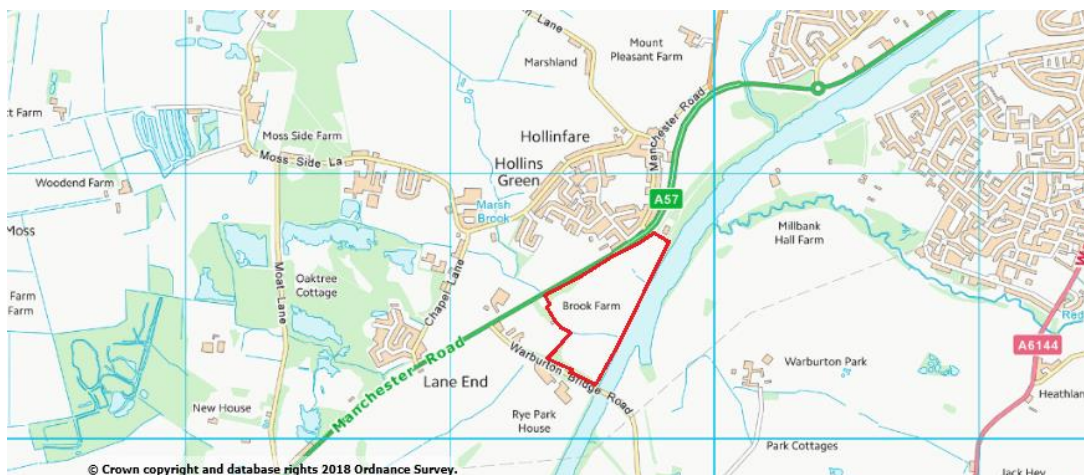 n Lane
Mount
Pleasant Farm
Marshland
tt Farm
Hollinfare
Manchester Road
Moss Side Farm
Moss Side La
Hollins
Green
Woodend Farm
A57
Marsh
Brook
Moss
Millbank
Hall Farm
W
Oaktree
Cottage
Moat Lane
Chapel Lane
Farm
Farm
Brook Farm
Red
A6144
Manchester Road
Warburton Bridge Road
Warburton Park
Lane End
Heathlan
New House
Rye Park
House
Park Cottages
Jack Hey
© Crown copyright and database rights 2018 Ordnance Survey.